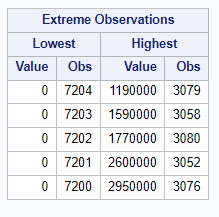 Extreme Observations
Lowest Highest
Value Obs Value Obs
0 7204 1190000 3079
0 7203 1590000 3058
0 7202 1770000 3080
0 7201 2600000 3052
0 7200 2950000 3076